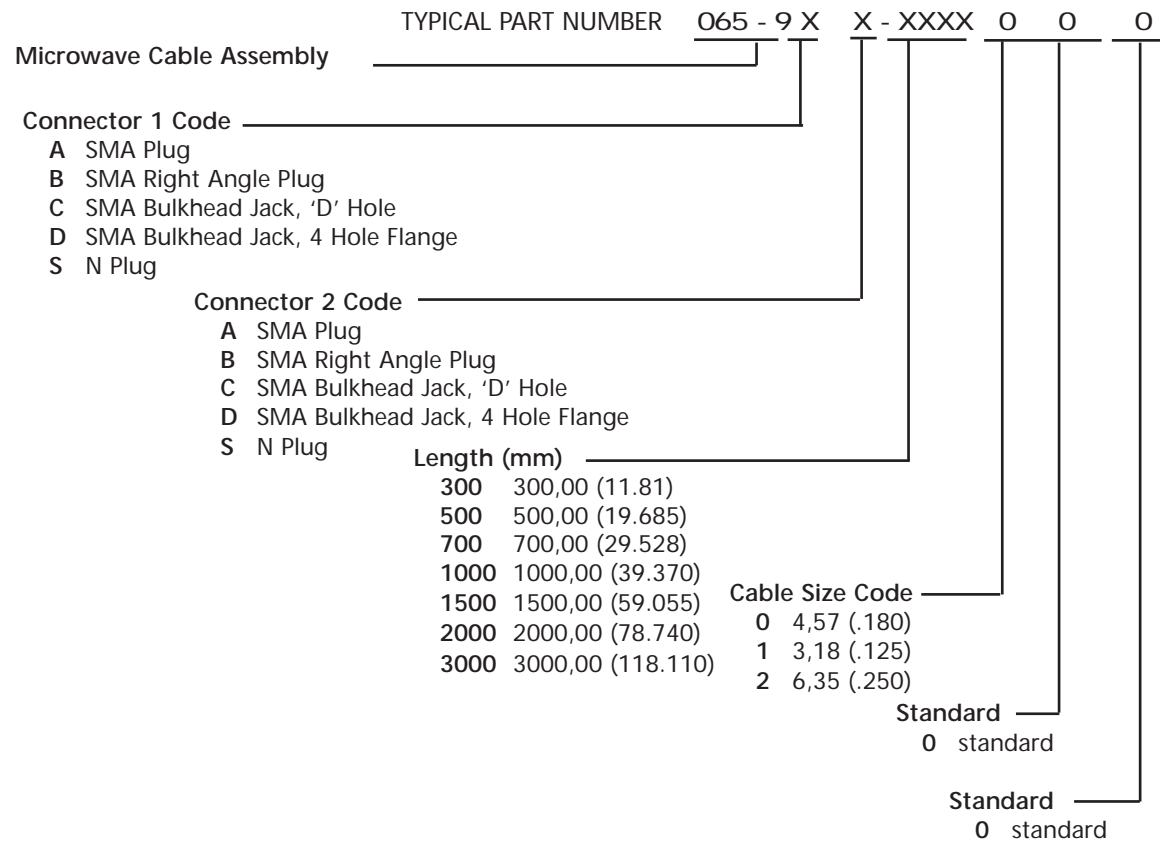 TYPICAL PART NUMBER 065 - 9 X X - XXXX 0 0 0
Microwave Cable Assembly
Connector 1 Code
A SMA Plug
B SMA Right Angle Plug
C SMA Bulkhead Jack, ‘D’ Hole
D SMA Bulkhead Jack, 4 Hole Flange
S N Plug
Connector 2 Code
A SMA Plug
B SMA Right Angle Plug
C SMA Bulkhead Jack, ‘D’ Hole
D SMA Bulkhead Jack, 4 Hole Flange
S N Plug
Length (mm)
300 300,00 (11.81)
500 500,00 (19.685)
700 700,00 (29.528)
1000 1000,00 (39.370)
1500 1500,00 (59.055)
2000 2000,00 (78.740)
3000 3000,00 (118.110)
Cable Size Code
0 4,57 (.180)
1 3,18 (.125)
2 6,35 (.250)
Standard
0 standard
Standard
0 standard